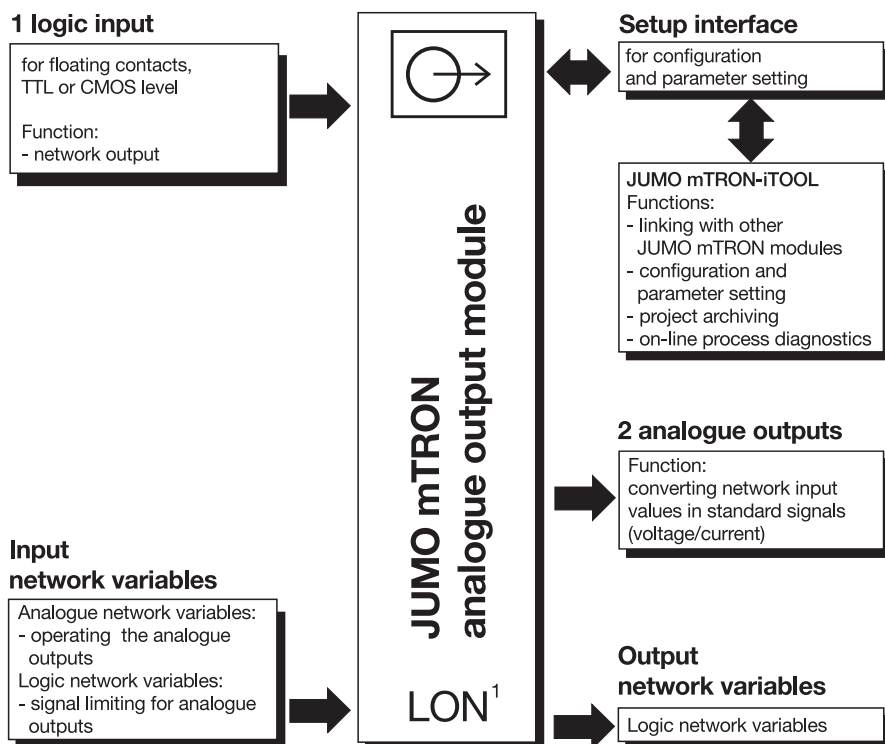 1 logic input
for floating contacts,
TTL or CMOS level
Function:
- network output
Input
network variables
Analogue network variables:
- operating the analogue
outputs
Logic network variables:
- signal limiting for analogue
outputs
JUMO mTRON
analogue output module
LON¹
Setup interface
for configuration
and parameter setting
JUMO mTRON-iTOOL
Functions:
- linking with other
JUMO mTRON modules
- configuration and
parameter setting
- project archiving
- on-line process diagnostics
2 analogue outputs
Function:
converting network input
values in standard signals
(voltage/current)
Output
network variables
Logic network variables